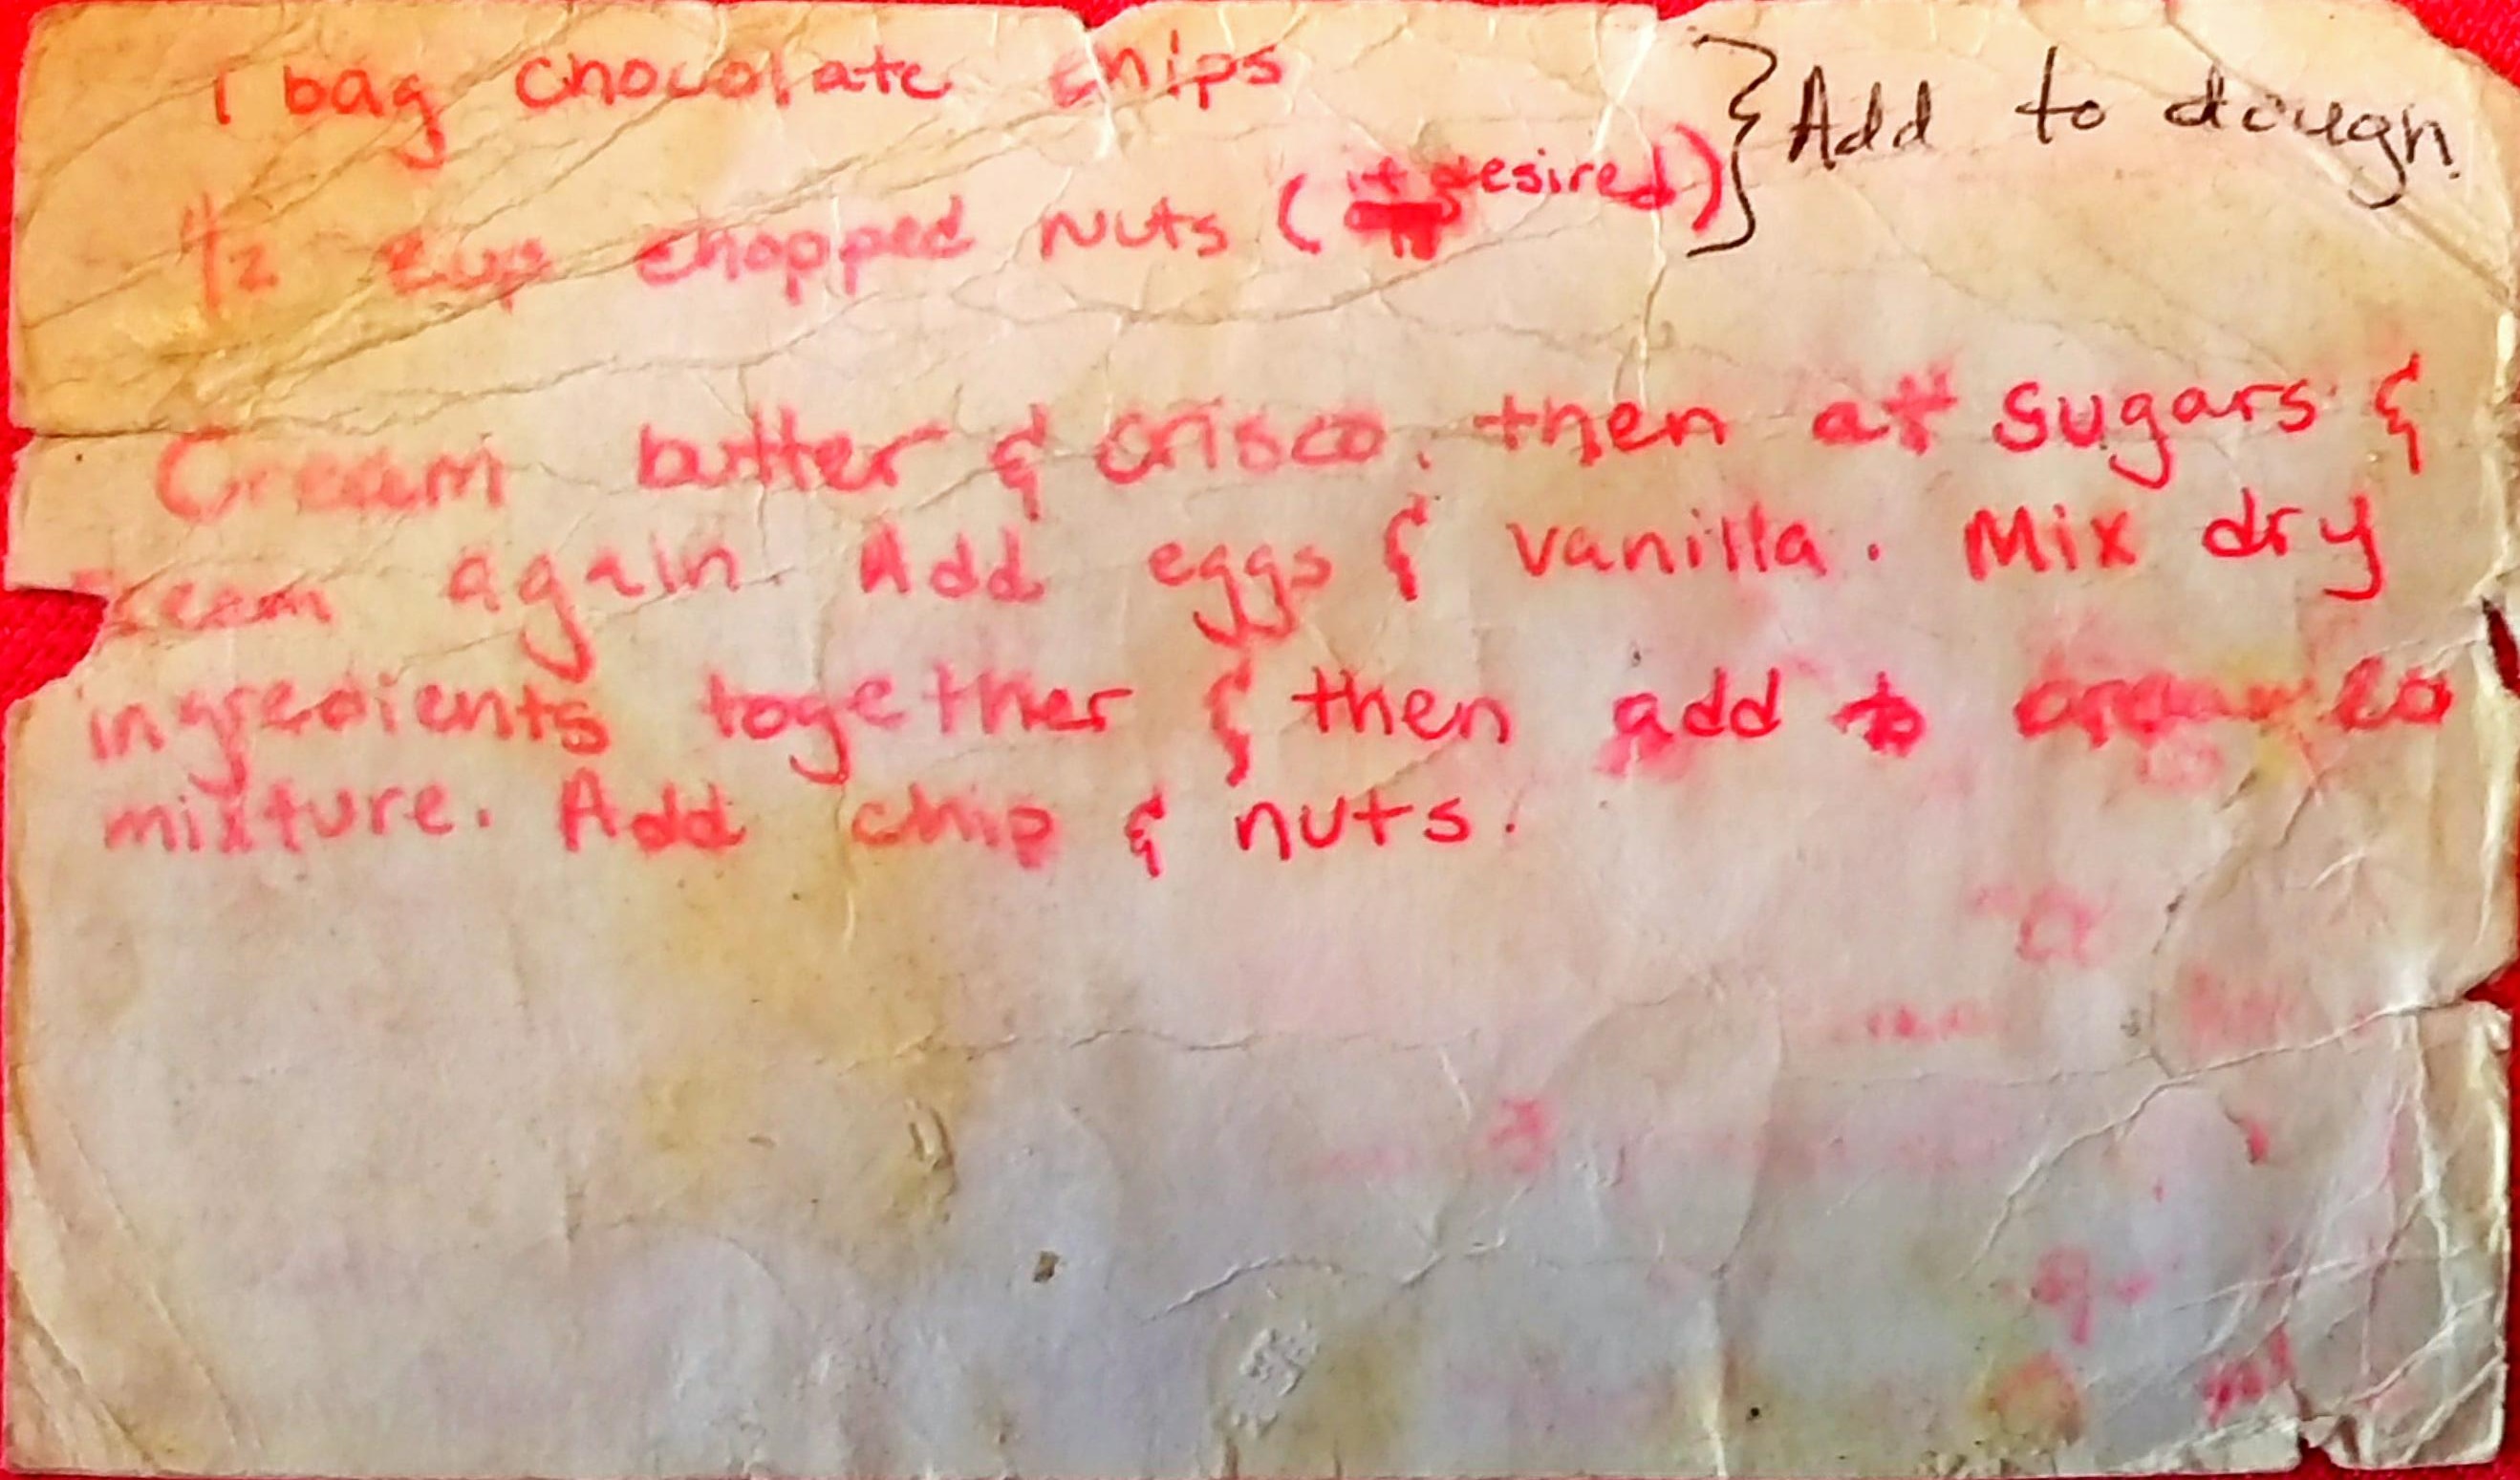 1 bag chocolate chips } Add to dough
1/2 cup chopped nuts (if desired)
Cream butter & crisco, then at sugars &
cream again. Add eggs & vanilla. Mix dry
ingredients together & then add to creamed
mixture. Add chip & nuts.